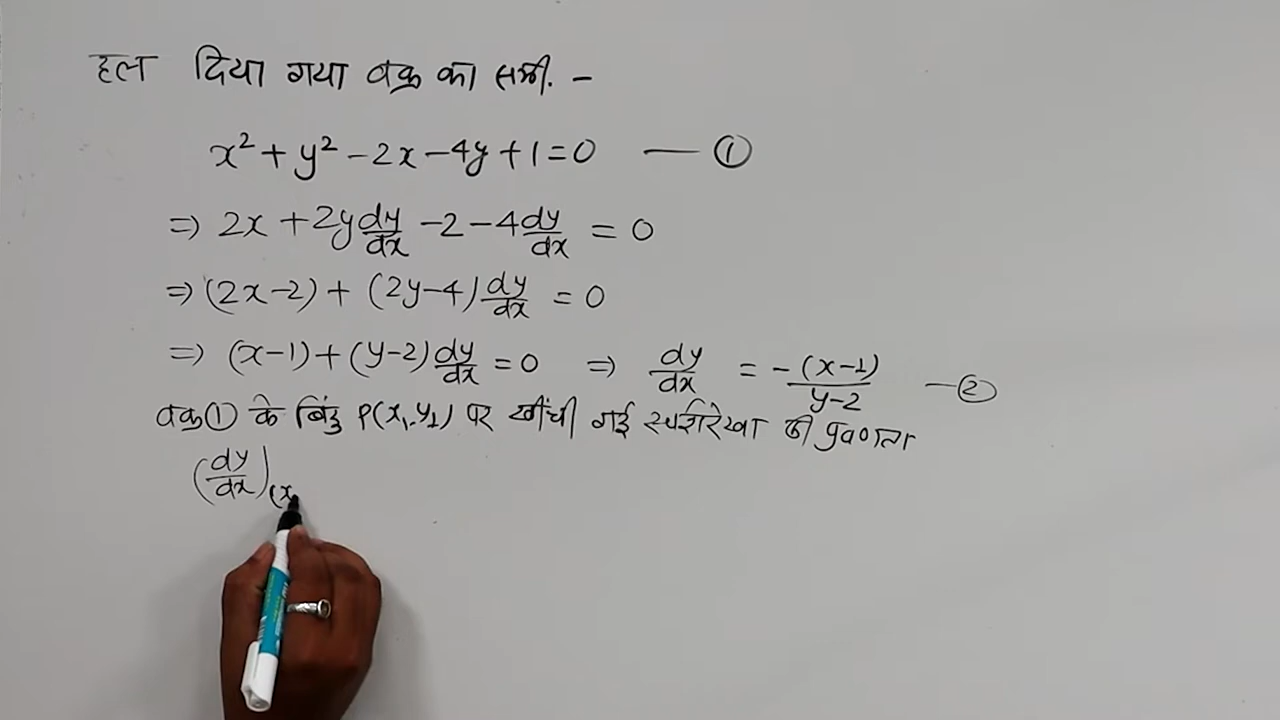 हल दिया गया वक्र का समी. -
x² + y² - 2x - 4y + 1 = 0 — ①
⇒ 2x + 2y dy/dx - 2 - 4 dy/dx = 0
⇒ (2x-2) + (2y-4) dy/dx = 0
⇒ (x-1) + (y-2) dy/dx = 0 ⇒ dy/dx = -(x-1)/y-2 — ②
वक्र ① के बिंदु P(x₁, y₁) पर खींची गई स्पर्शरेखा की प्रवणता
(dy/dx)(x